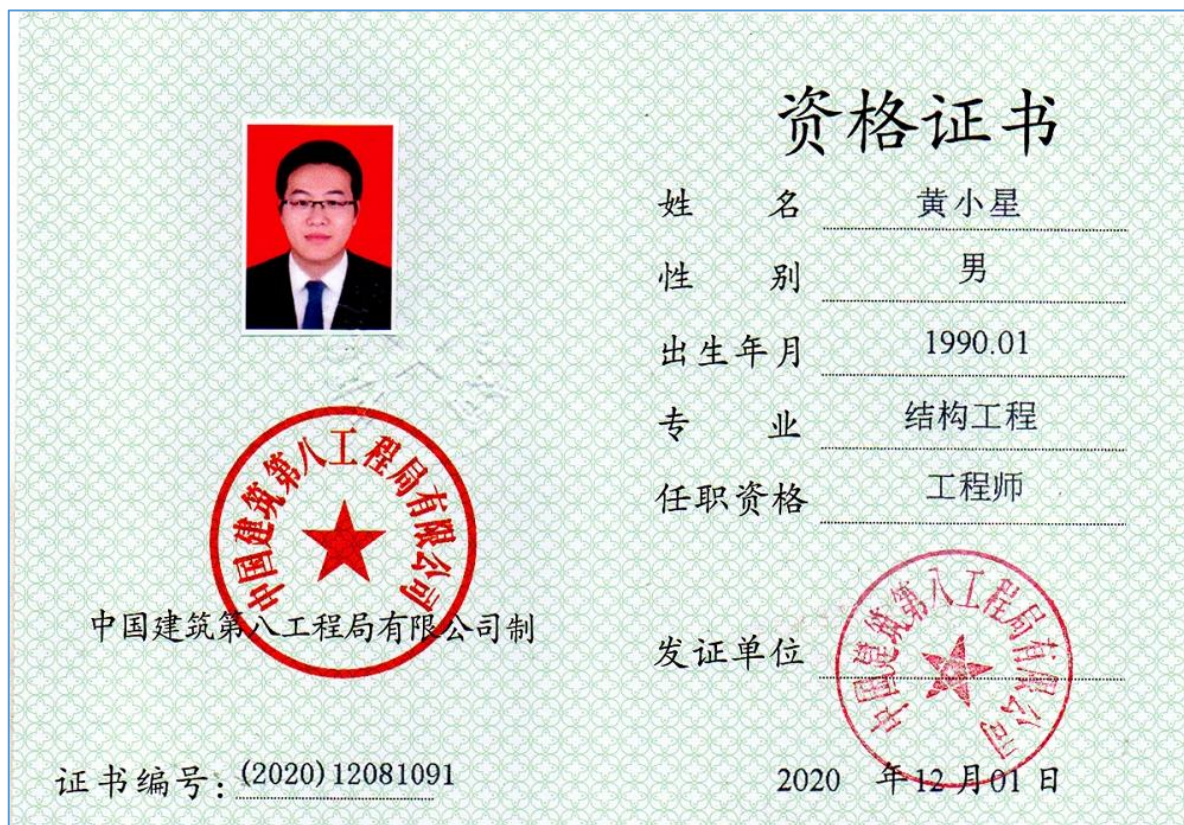 资格证书
姓名 黄小星
性别 男
出生年月 1990.01
专业 结构工程
任职资格 工程师
发证单位
中国建筑第八工程局有限公司
2020 年12月01日
中国建筑第八工程局有限公司
中国建筑第八工程局有限公司制
证书编号：(2020)12081091